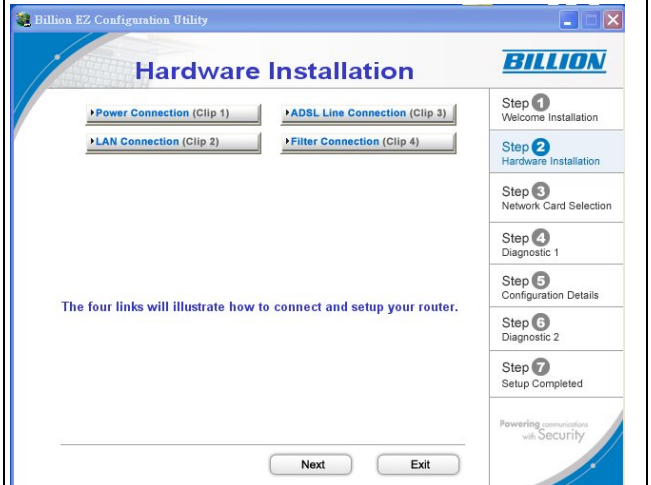 Billion EZ Configuration Utility
Hardware Installation
BILLION
Power Connection (Clip 1)
ADSL Line Connection (Clip 3)
LAN Connection (Clip 2)
Filter Connection (Clip 4)
The four links will illustrate how to connect and setup your router.
Next
Exit
Step 1
Welcome Installation
Step 2
Hardware Installation
Step 3
Network Card Selection
Step 4
Diagnostic 1
Step 5
Configuration Details
Step 6
Diagnostic 2
Step 7
Setup Completed
Powering communications
with Security